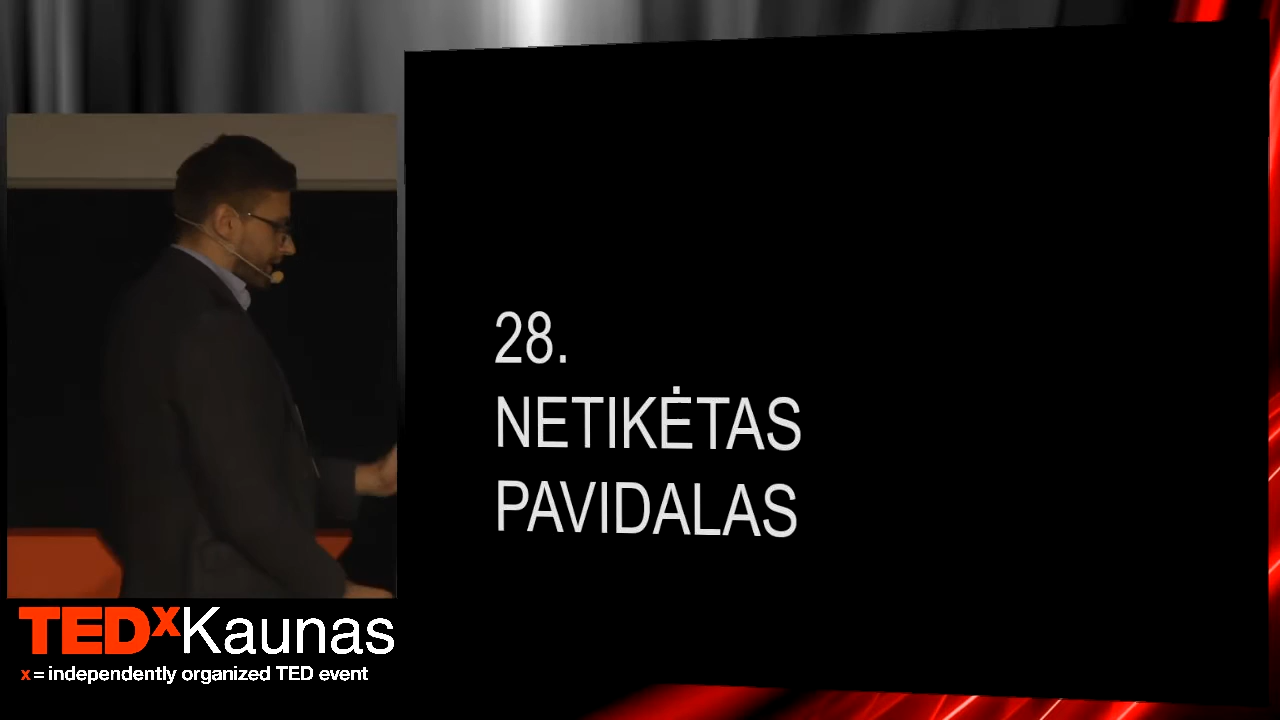 28.
NETIKĖTAS
PAVIDALAS
TEDxKaunas
x = independently organized TED event